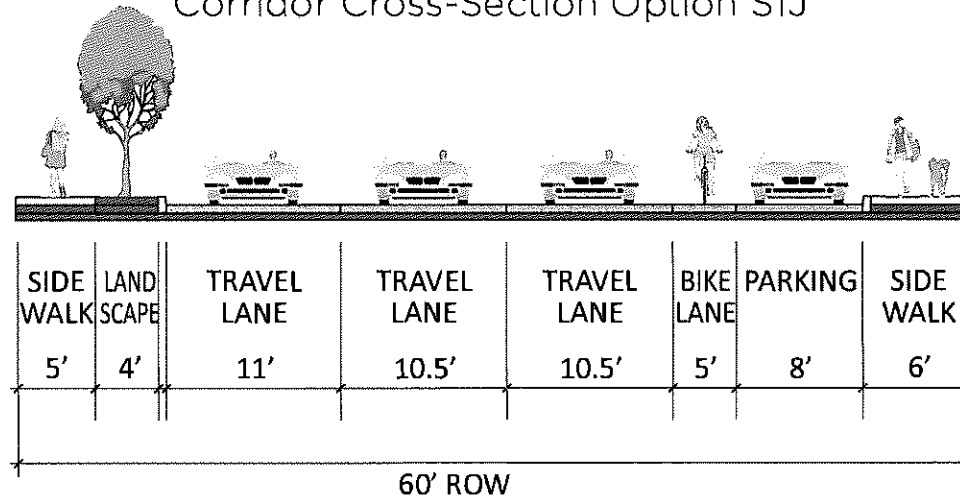 Corridor Cross-Section Option S1J
SIDE WALK
LAND SCAPE
TRAVEL LANE
TRAVEL LANE
TRAVEL LANE
BIKE LANE
PARKING
SIDE WALK
5' 4' 11' 10.5' 10.5' 5' 8' 6'
60' ROW